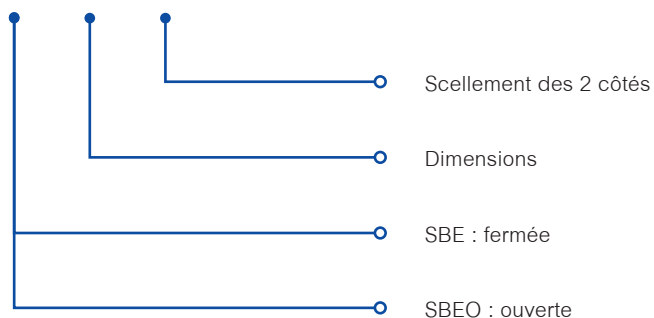 Scellement des 2 côtés
Dimensions
SBE : fermée
SBEO : ouverte